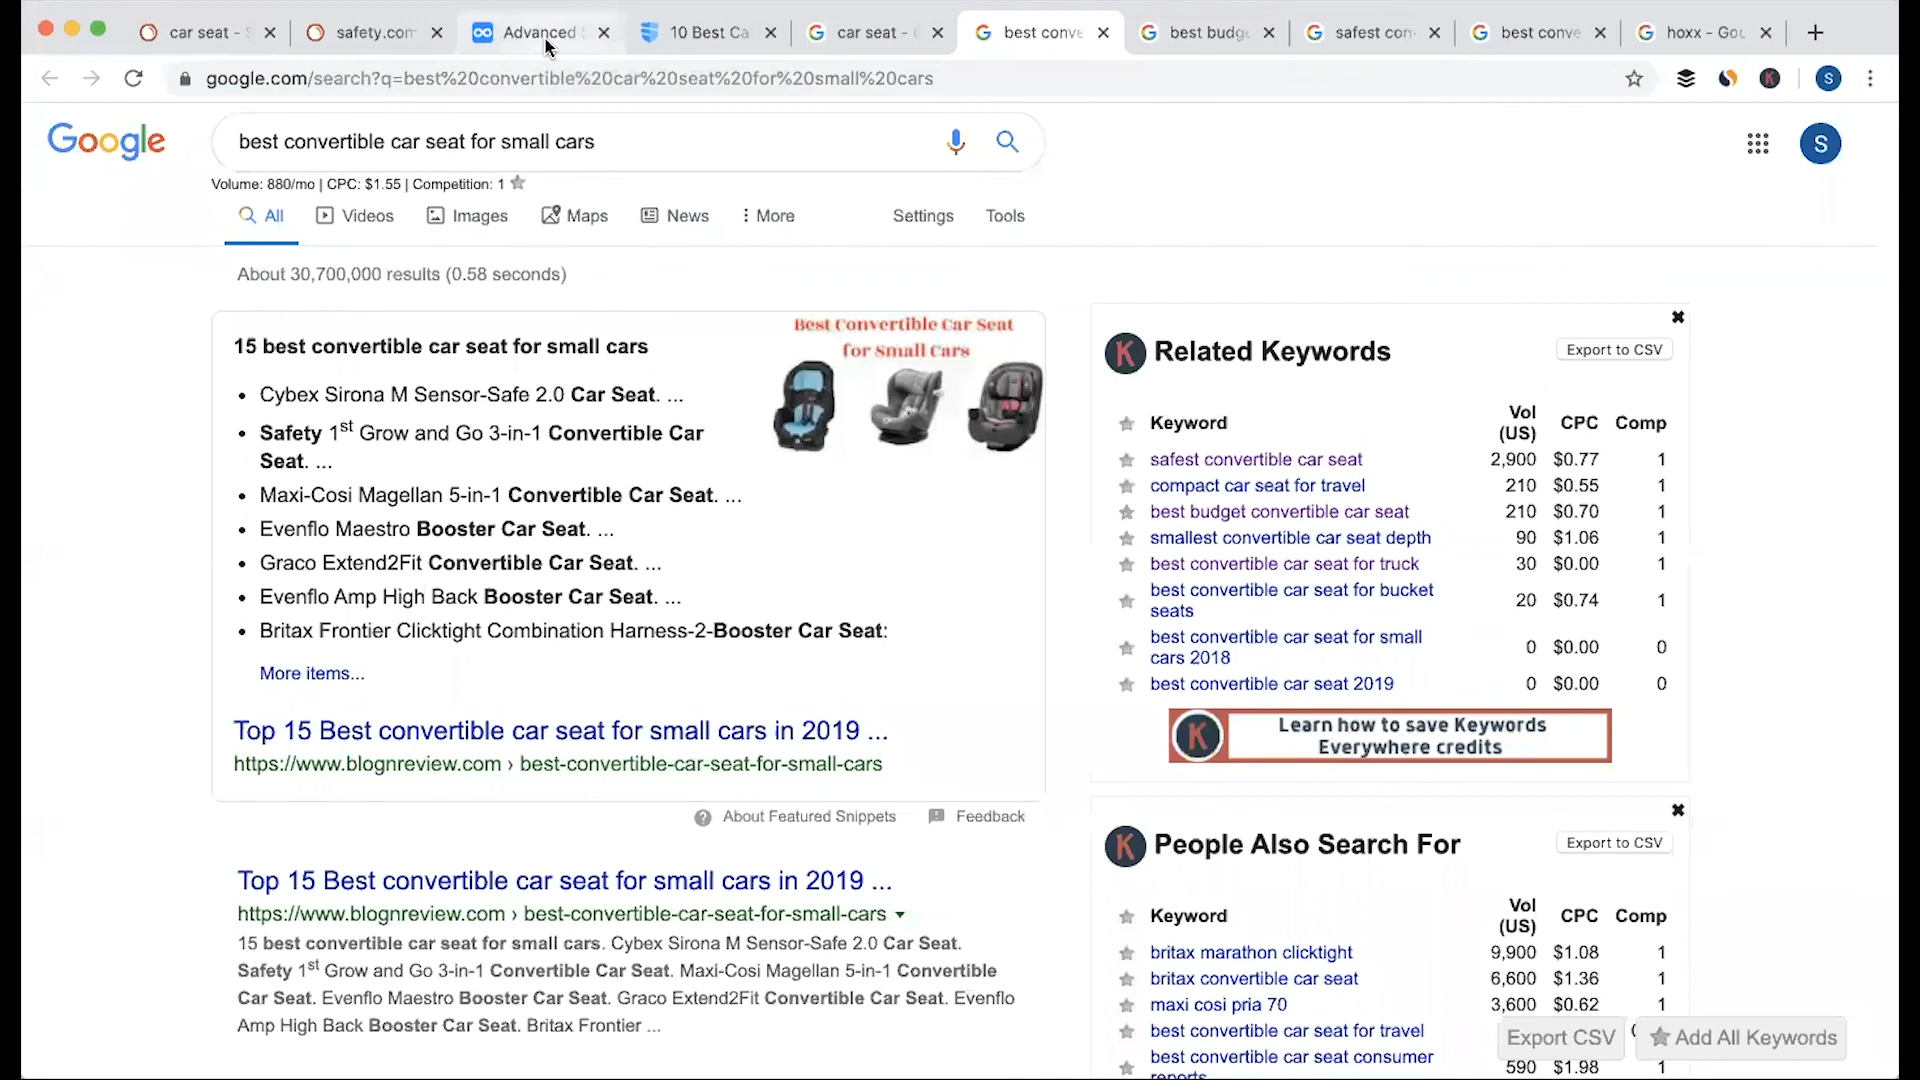 car seat - S
safety.com
Advanced S
10 Best Ca
car seat - G
best conve
best budge
safest conv
best conve
hoxx - Goo
google.com/search?q=best%20convertible%20car%20seat%20for%20small%20cars
S
Google
best convertible car seat for small cars
S
Volume: 880/mo | CPC: $1.55 | Competition: 1
All
Videos
Images
Maps
News
More
Settings
Tools
About 30,700,000 results (0.58 seconds)
15 best convertible car seat for small cars
• Cybex Sirona M Sensor-Safe 2.0 Car Seat. ...
• Safety 1st Grow and Go 3-in-1 Convertible Car
Seat. ...
• Maxi-Cosi Magellan 5-in-1 Convertible Car Seat. ...
• Evenflo Maestro Booster Car Seat. ...
• Graco Extend2Fit Convertible Car Seat. ...
• Evenflo Amp High Back Booster Car Seat. ...
• Britax Frontier Clicktight Combination Harness-2-Booster Car Seat:
More items...
Best Convertible Car Seat
for Small Cars
Top 15 Best convertible car seat for small cars in 2019 ...
https://www.blognreview.com › best-convertible-car-seat-for-small-cars
About Featured Snippets
Feedback
Top 15 Best convertible car seat for small cars in 2019 ...
https://www.blognreview.com › best-convertible-car-seat-for-small-cars
15 best convertible car seat for small cars. Cybex Sirona M Sensor-Safe 2.0 Car Seat.
Safety 1st Grow and Go 3-in-1 Convertible Car Seat. Maxi-Cosi Magellan 5-in-1 Convertible
Car Seat. Evenflo Maestro Booster Car Seat. Graco Extend2Fit Convertible Car Seat. Evenflo
Amp High Back Booster Car Seat. Britax Frontier ...
K Related Keywords
Export to CSV
Keyword Vol (US) CPC Comp
safest convertible car seat 2,900 $0.77 1
compact car seat for travel 210 $0.55 1
best budget convertible car seat 210 $0.70 1
smallest convertible car seat depth 90 $1.06 1
best convertible car seat for truck 30 $0.00 1
best convertible car seat for bucket
seats 20 $0.74 1
best convertible car seat for small
cars 2018 0 $0.00 0
best convertible car seat 2019 0 $0.00 0
K Learn how to save Keywords
Everywhere credits
K People Also Search For
Export to CSV
Keyword Vol (US) CPC Comp
britax marathon clicktight 9,900 $1.08 1
britax convertible car seat 6,600 $1.36 1
maxi cosi pria 70 3,600 $0.62 1
best convertible car seat for travel
best convertible car seat consumer
reports 590 $1.98 1
Export CSV
Add All Keywords